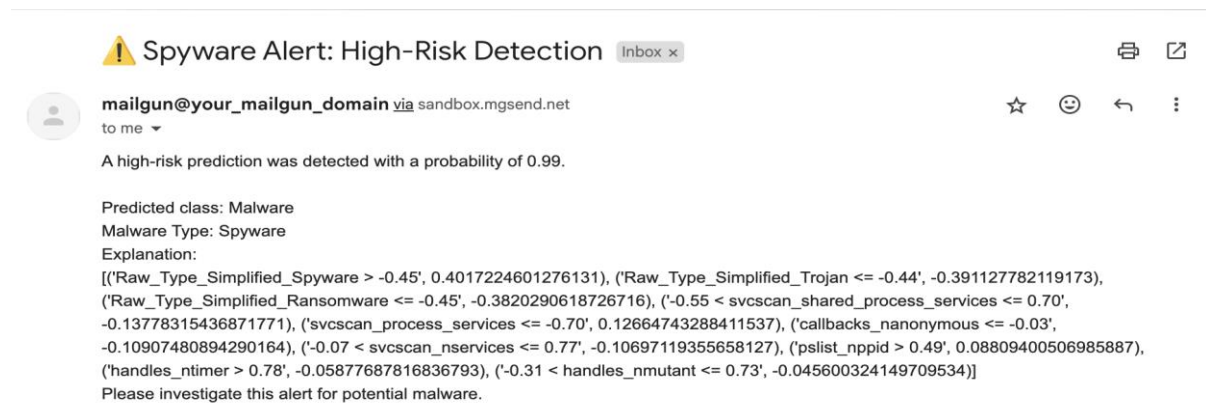 ⚠ Spyware Alert: High-Risk Detection Inbox ×
mailgun@your_mailgun_domain via sandbox.mgsend.net
to me
A high-risk prediction was detected with a probability of 0.99.
Predicted class: Malware
Malware Type: Spyware
Explanation:
[('Raw_Type_Simplified_Spyware > -0.45', 0.4017224601276131), ('Raw_Type_Simplified_Trojan <= -0.44', -0.391127782119173),
('Raw_Type_Simplified_Ransomware <= -0.45', -0.3820290618726716), ('-0.55 < svcscan_shared_process_services <= 0.70',
-0.13778315436871771), ('svcscan_process_services <= -0.70', 0.12664743288411537), ('callbacks_nanonymous <= -0.03',
-0.10907480894290164), ('-0.07 < svcscan_nservices <= 0.77', -0.10697119355658127), ('pslist_nppid > 0.49', 0.08809400506985887),
('handles_ntimer > 0.78', -0.05877687816836793), ('-0.31 < handles_nmutant <= 0.73', -0.045600324149709534)]
Please investigate this alert for potential malware.